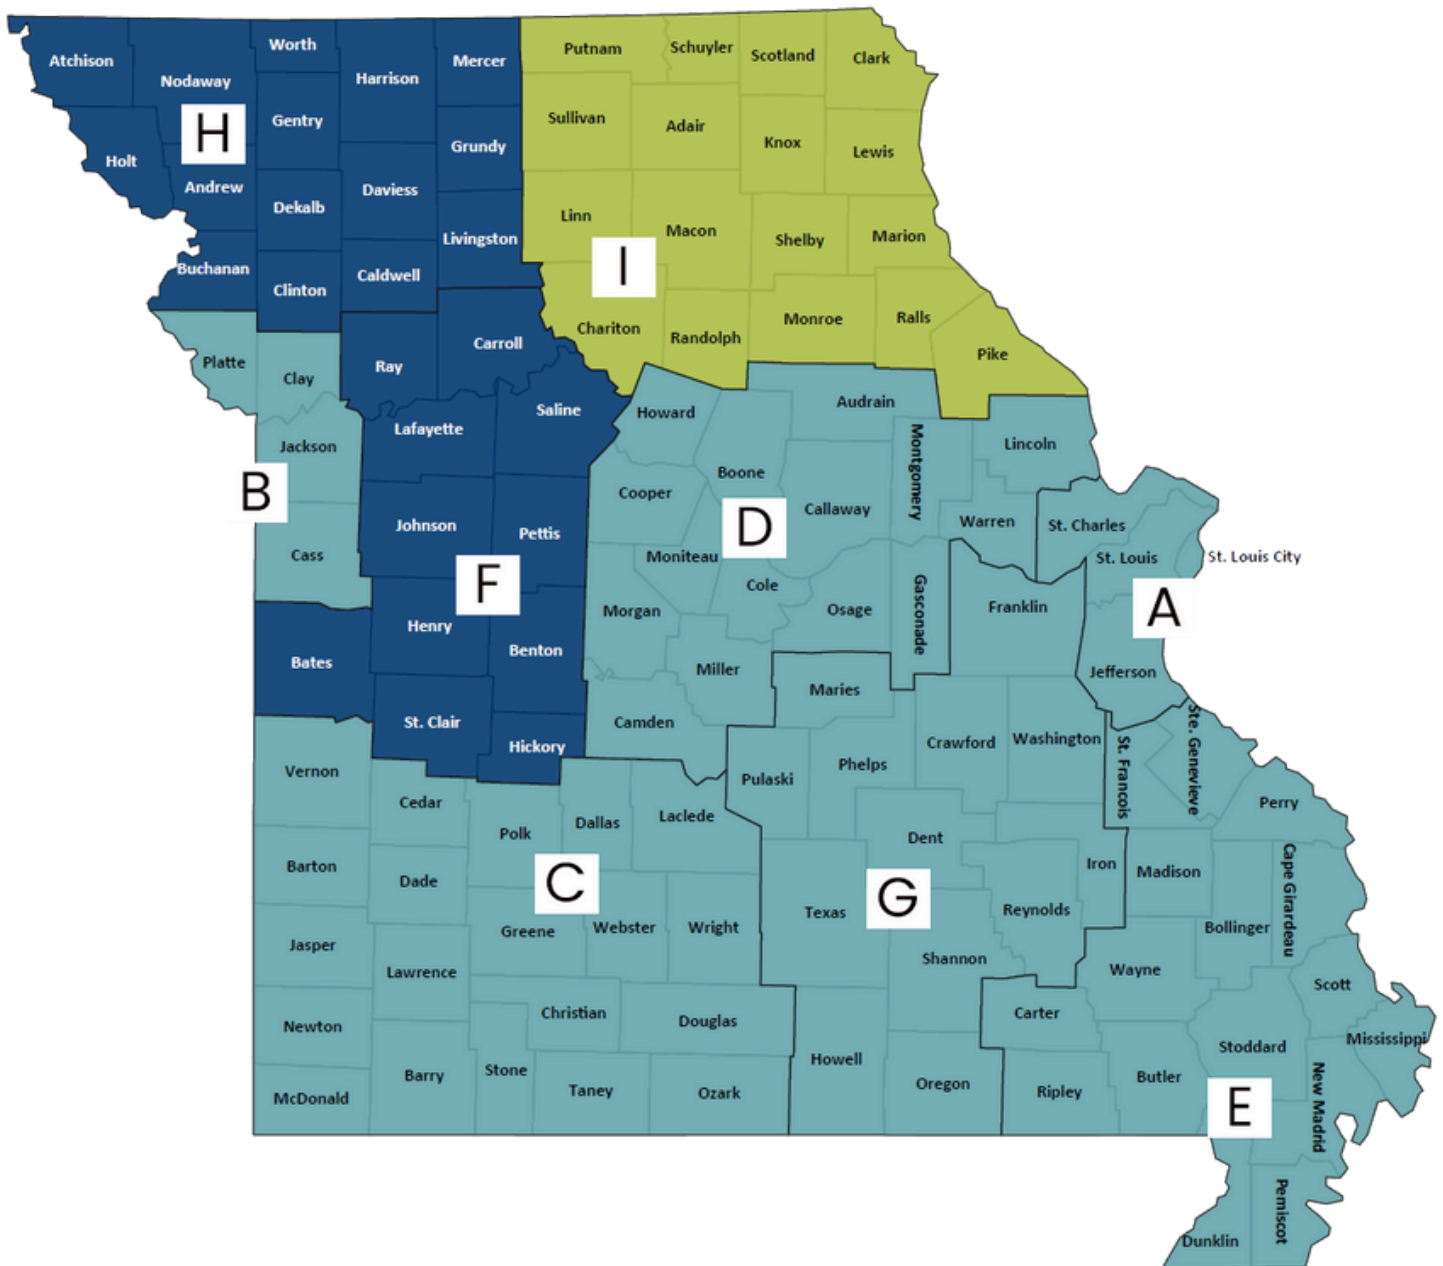 Atchison
Nodaway
Worth
Harrison
Mercer
Putnam
Schuyler
Scotland
Clark
Gentry
Sullivan
Adair
Knox
Lewis
H
Holt
Andrew
Grundy
Dekalb
Daviess
Linn
Macon
Shelby
Marion
Livingston
Buchanan
Clinton
Caldwell
I
Chariton
Randolph
Monroe
Ralls
Pike
Platte
Clay
Ray
Carroll
Saline
Howard
Audrain
Lafayette
Jackson
Boone
Montgomery
Lincoln
B
Cooper
Callaway
Warren
St. Charles
Johnson
Pettis
D
St. Louis
St. Louis City
Cass
Moniteau
F
Cole
Morgan
Osage
Gasconade
Franklin
A
Henry
Benton
Bates
Miller
Maries
Jefferson
St. Clair
Hickory
Camden
Crawford
Washington
St. Francois
Ste. Genevieve
Vernon
Pulaski
Phelps
Cedar
Polk
Dallas
Laclede
Dent
Perry
Barton
Dade
C
Iron
Madison
Cape Girardeau
G
Texas
Reynolds
Jasper
Greene
Webster
Wright
Bollinger
Lawrence
Shannon
Wayne
Scott
Newton
Christian
Douglas
Carter
Mississippi
Stoddard
McDonald
Barry
Stone
Taney
Ozark
Howell
Oregon
Ripley
Butler
E
New Madrid
Pemiscot
Dunklin